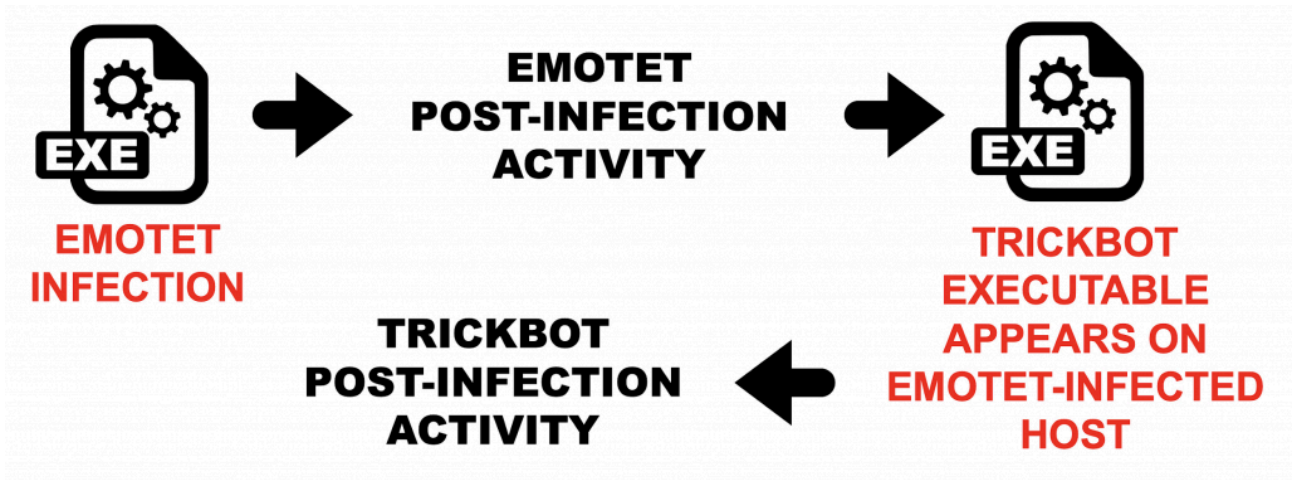 EXE
EMOTET
INFECTION
EMOTET
POST-INFECTION
ACTIVITY
EXE
TRICKBOT
EXECUTABLE
APPEARS ON
EMOTET-INFECTED
HOST
TRICKBOT
POST-INFECTION
ACTIVITY